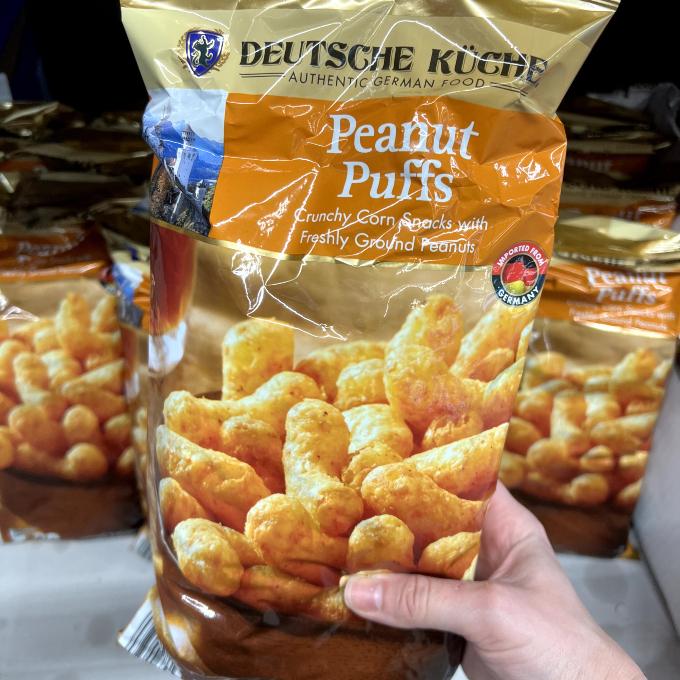 DEUTSCHE KÜCHE
AUTHENTIC GERMAN FOOD
Peanut
Puffs
Crunchy Corn Snacks with
Freshly Ground Peanuts
IMPORTED FROM
GERMANY
Peanut
Puffs